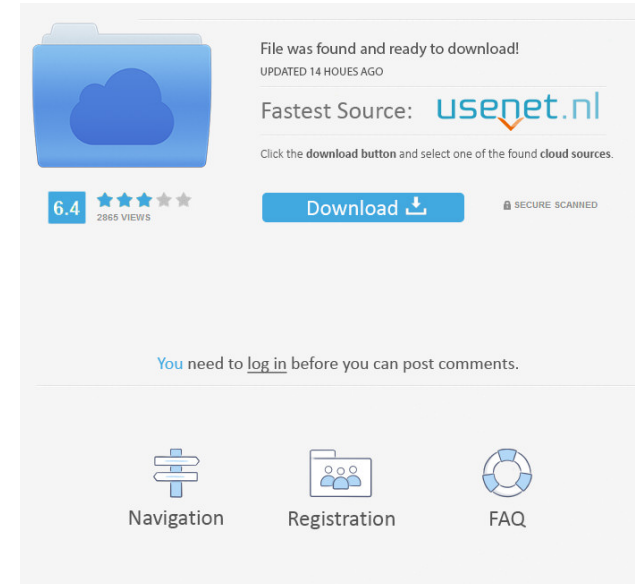 File was found and ready to download!
UPDATED 14 HOUES AGO
Fastest Source: usenet.nl
Click the download button and select one of the found cloud sources.
6.4
2865 VIEWS
Download
SECURE SCANNED
You need to log in before you can post comments.
Navigation
Registration
FAQ